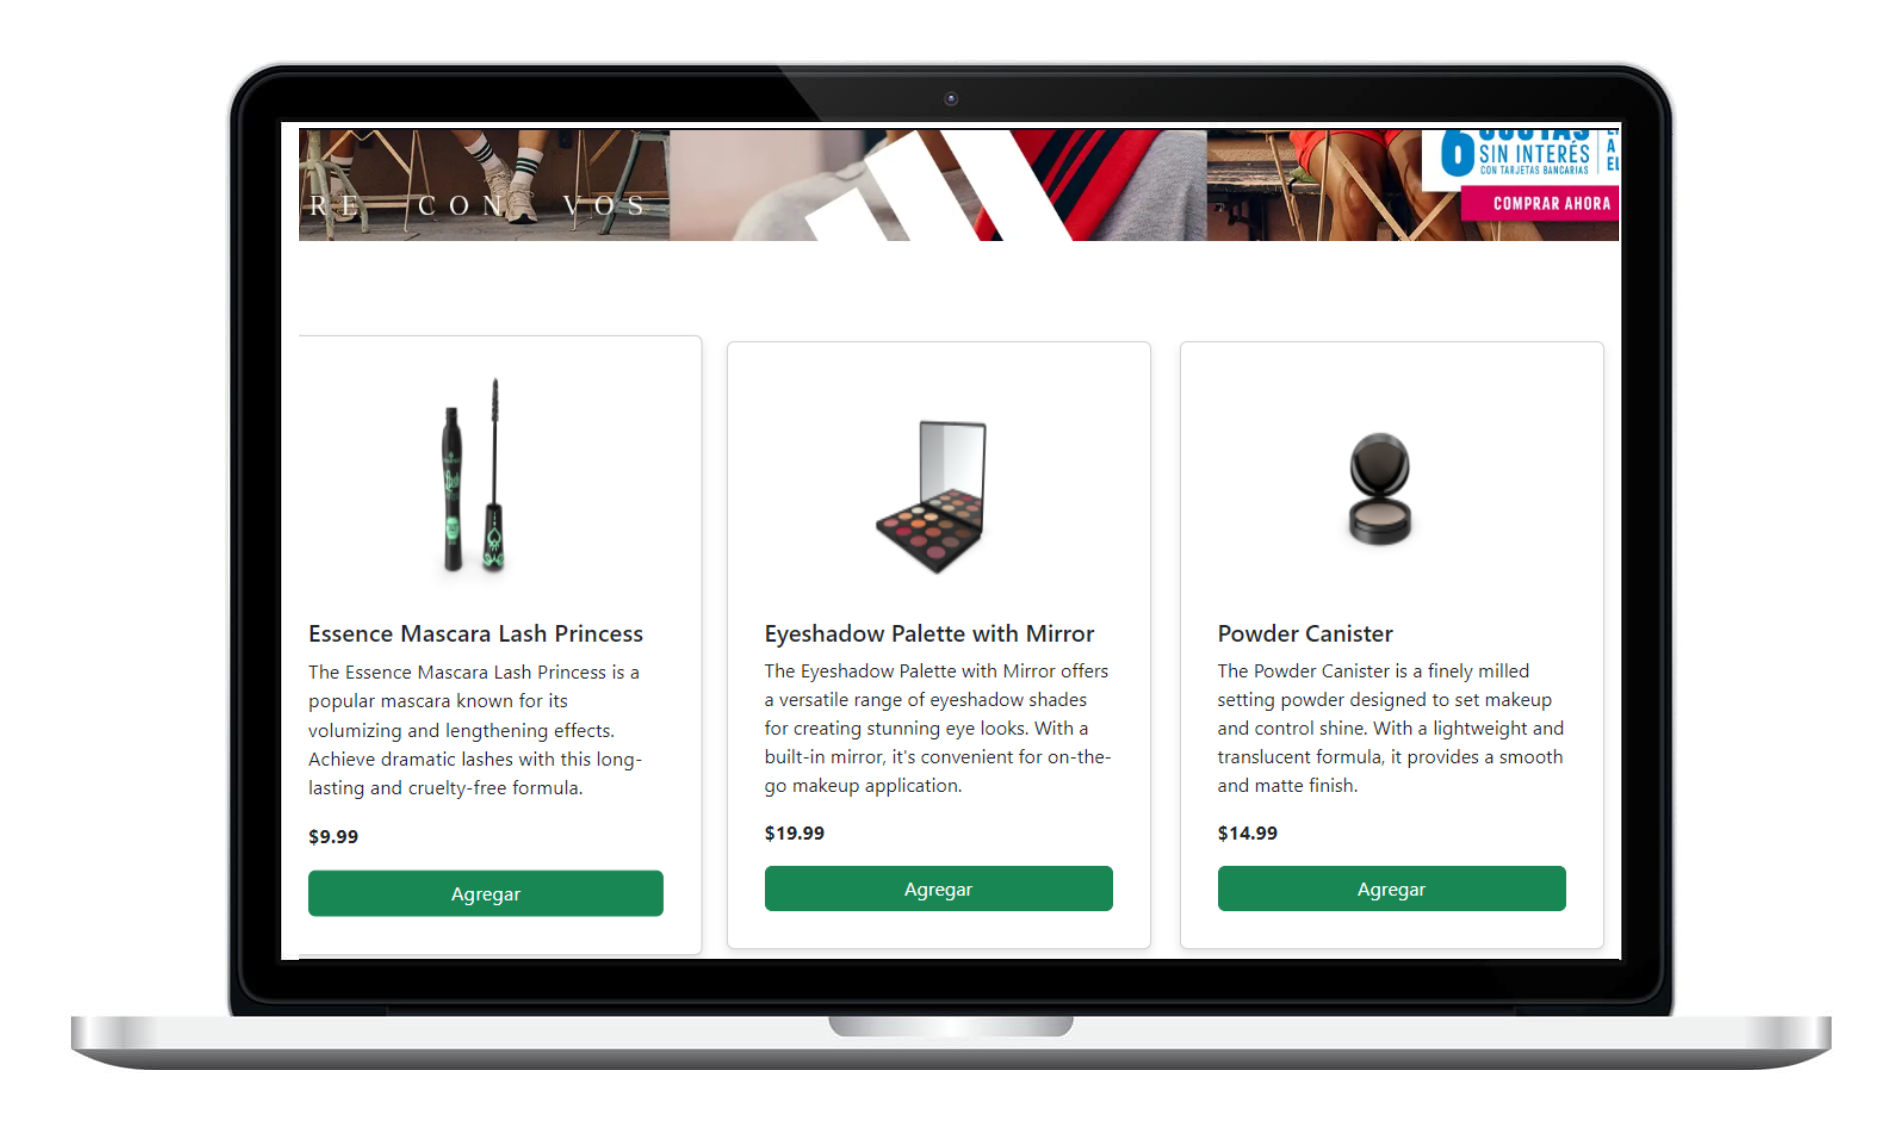 RE CON VOS
6 CUOTAS
SIN INTERÉS
CON TARJETAS BANCARIAS
A
EL
COMPRAR AHORA
Essence Mascara Lash Princess
The Essence Mascara Lash Princess is a
popular mascara known for its
volumizing and lengthening effects.
Achieve dramatic lashes with this long-
lasting and cruelty-free formula.
$9.99
Agregar
Eyeshadow Palette with Mirror
The Eyeshadow Palette with Mirror offers
a versatile range of eyeshadow shades
for creating stunning eye looks. With a
built-in mirror, it's convenient for on-the-
go makeup application.
$19.99
Agregar
Powder Canister
The Powder Canister is a finely milled
setting powder designed to set makeup
and control shine. With a lightweight and
translucent formula, it provides a smooth
and matte finish.
$14.99
Agregar